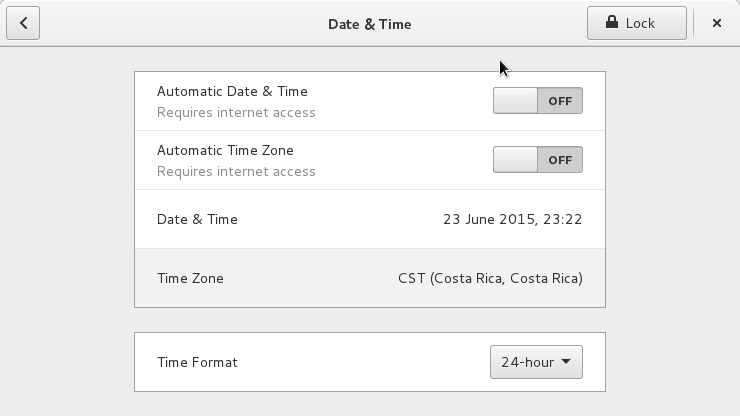 Date & Time
Lock
Automatic Date & Time
Requires internet access
OFF
Automatic Time Zone
Requires internet access
OFF
Date & Time
23 June 2015, 23:22
Time Zone
CST (Costa Rica, Costa Rica)
Time Format
24-hour